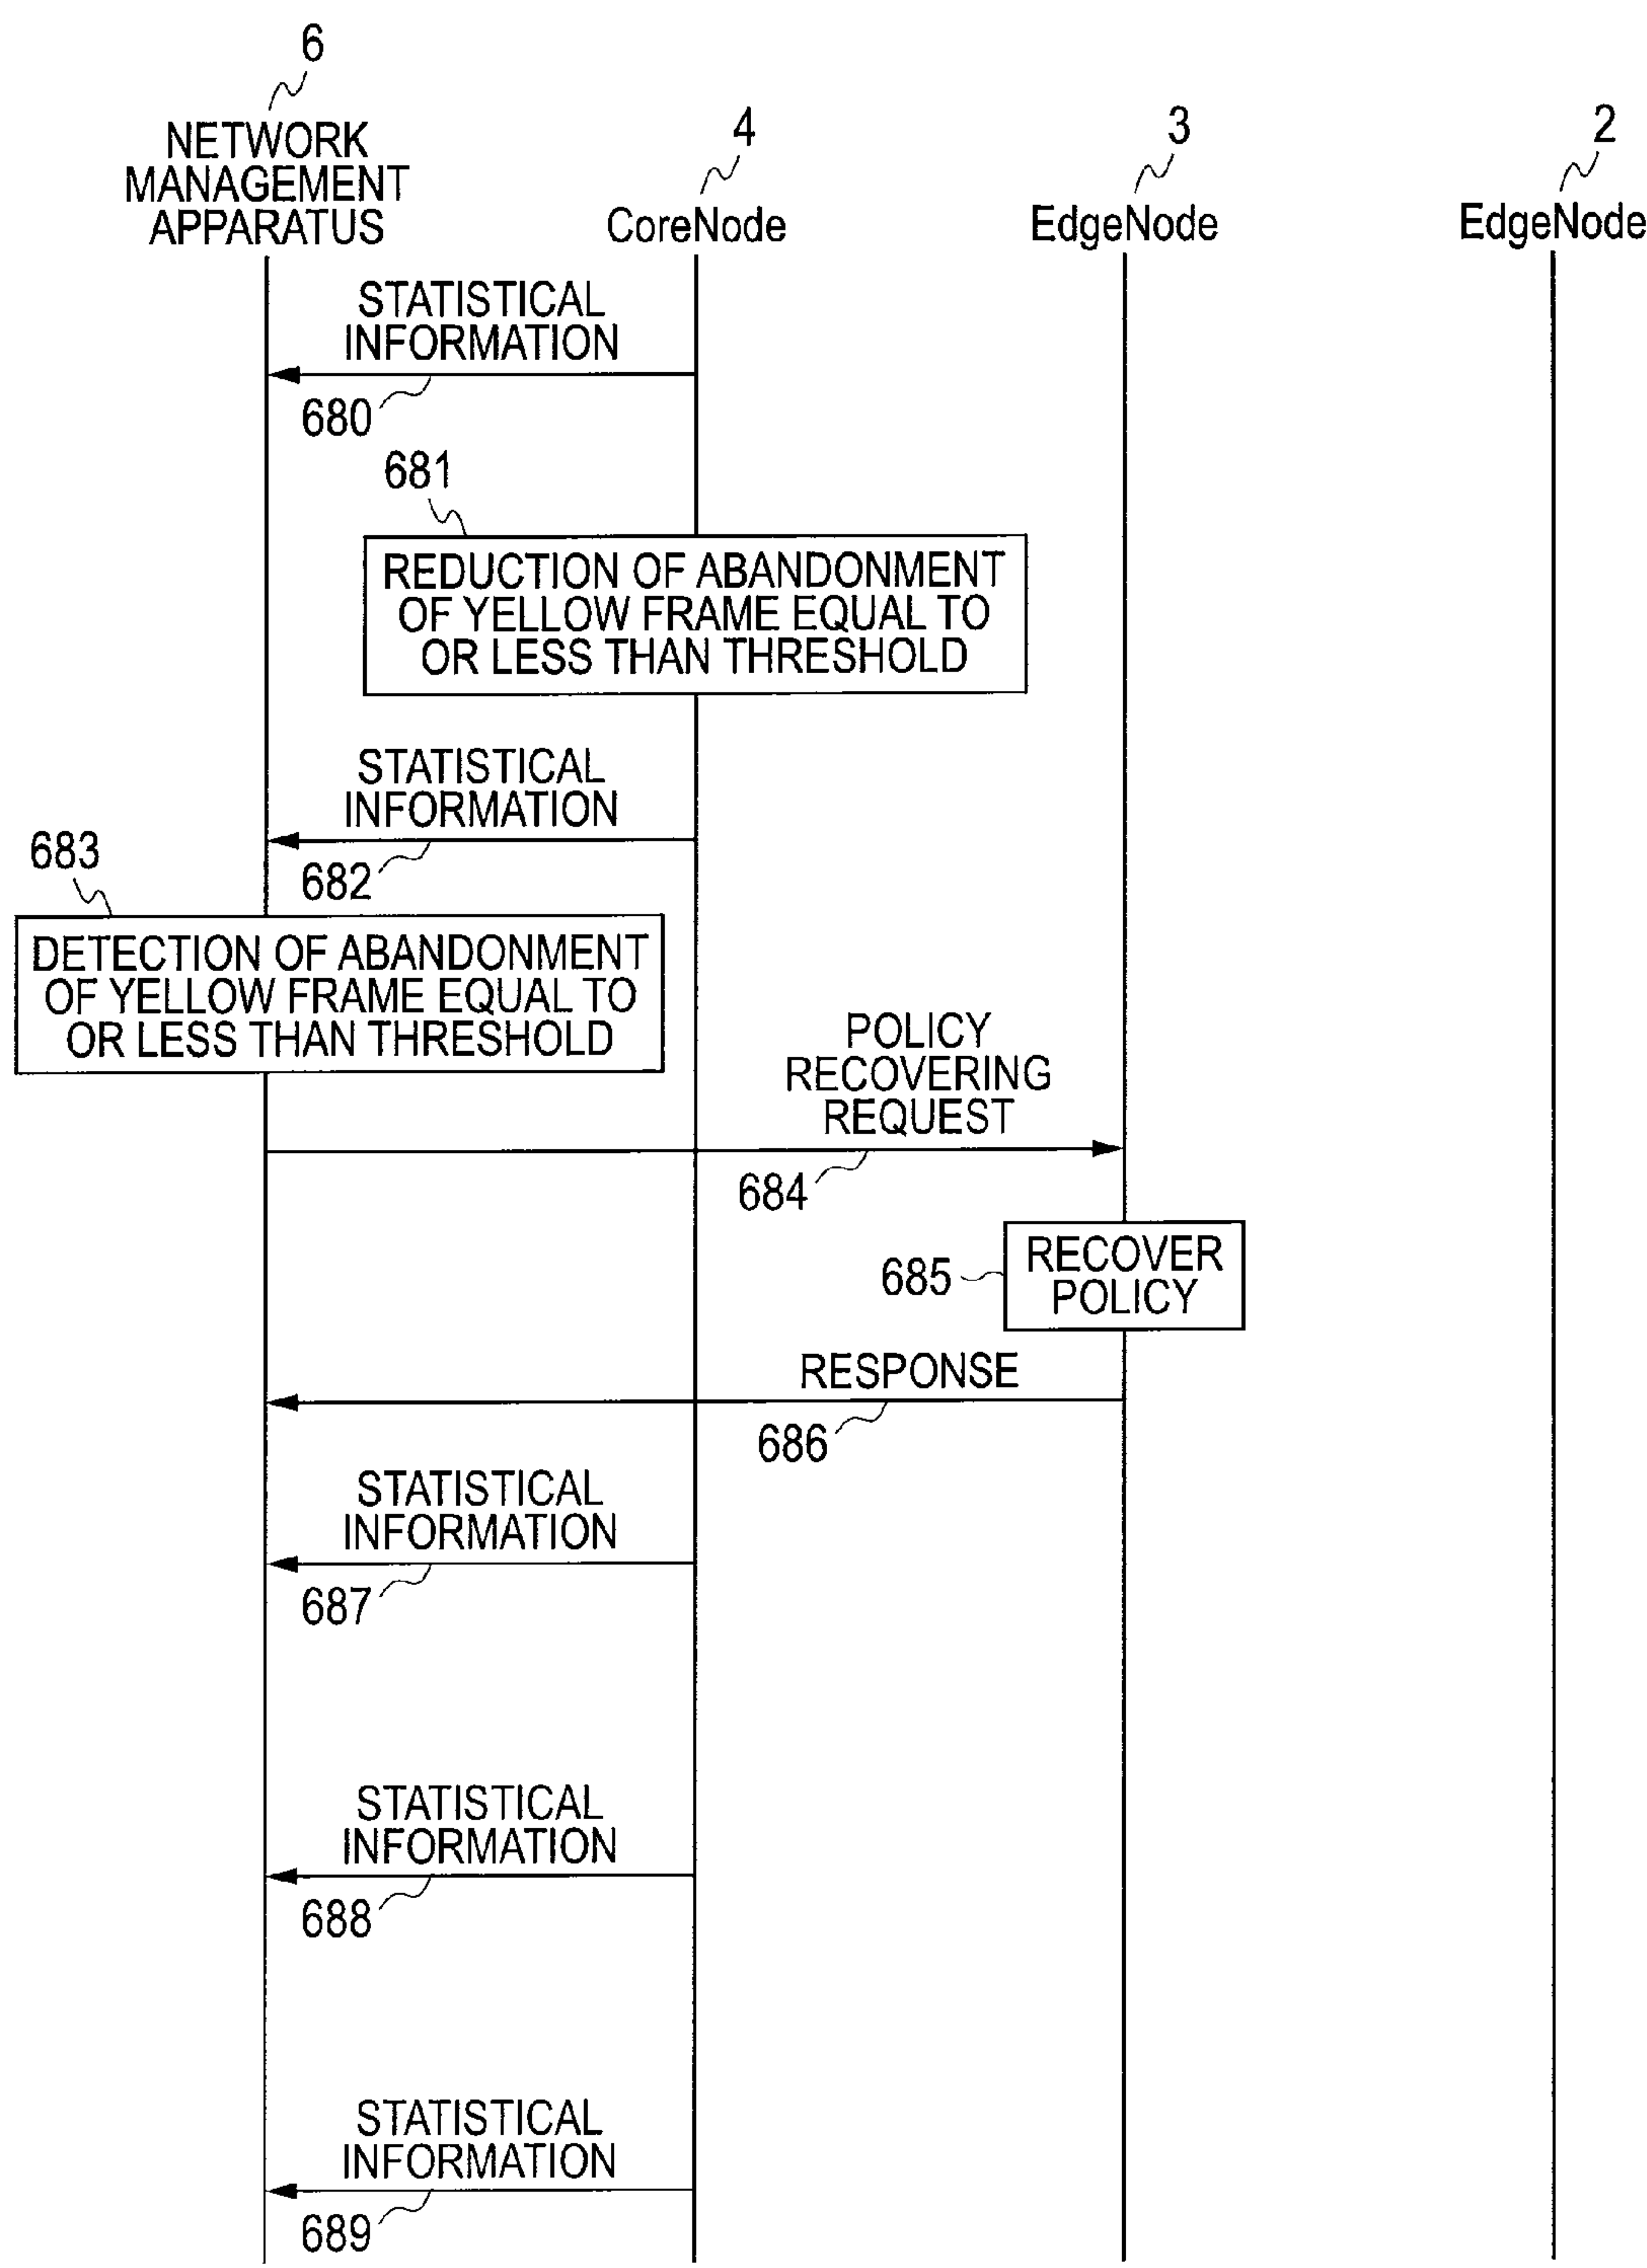 6
NETWORK
MANAGEMENT
APPARATUS
4
CoreNode
3
EdgeNode
2
EdgeNode
STATISTICAL
INFORMATION
680
681
REDUCTION OF ABANDONMENT
OF YELLOW FRAME EQUAL TO
OR LESS THAN THRESHOLD
STATISTICAL
INFORMATION
682
683
DETECTION OF ABANDONMENT
OF YELLOW FRAME EQUAL TO
OR LESS THAN THRESHOLD
POLICY
RECOVERING
REQUEST
684
685
RECOVER
POLICY
RESPONSE
686
STATISTICAL
INFORMATION
687
STATISTICAL
INFORMATION
688
STATISTICAL
INFORMATION
689